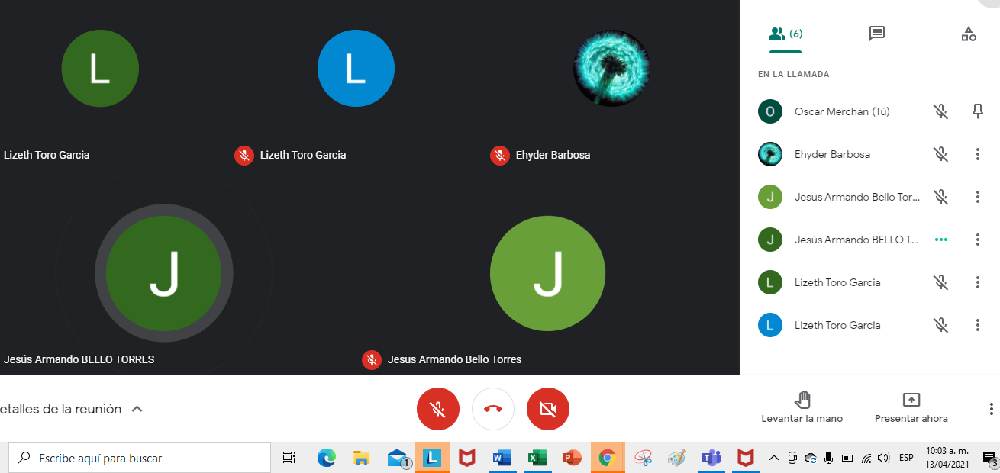 L
L
Lizeth Toro Garcia
Lizeth Toro Garcia
Ehyder Barbosa
J
J
Jesús Armando BELLO TORRES
Jesus Armando Bello Torres
(6)
EN LA LLAMADA
O
Oscar Merchán (Tú)
Ehyder Barbosa
J
Jesus Armando Bello Tor...
J
Jesús Armando BELLO T...
L
Lizeth Toro Garcia
L
Lizeth Toro Garcia
etalles de la reunión
Levantar la mano
Presentar ahora
Escribe aquí para buscar
1
L
W
X
P
T
ESP
10:03 a. m.
13/04/2021
3